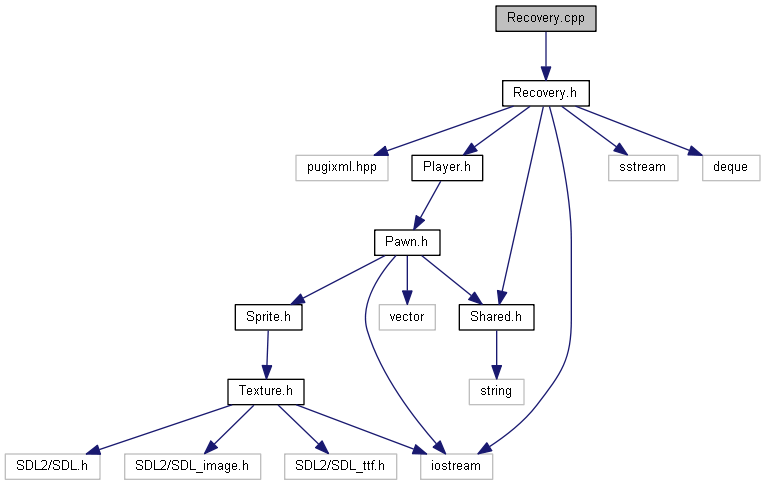 Recovery.cpp
Recovery.h
pugixml.hpp
Player.h
sstream
deque
Pawn.h
Sprite.h
vector
Shared.h
Texture.h
string
SDL2/SDL.h
SDL2/SDL_image.h
SDL2/SDL_ttf.h
iostream